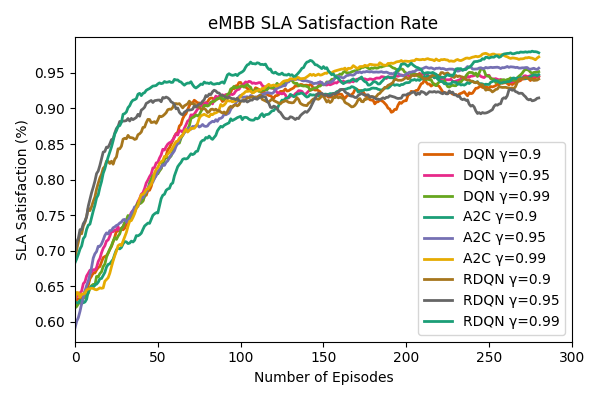 eMBB SLA Satisfaction Rate
SLA Satisfaction (%)
0.95
0.90
0.85
0.80
0.75
0.70
0.65
0.60
DQN γ=0.9
DQN γ=0.95
DQN γ=0.99
A2C γ=0.9
A2C γ=0.95
A2C γ=0.99
RDQN γ=0.9
RDQN γ=0.95
RDQN γ=0.99
0 50 100 150 200 250 300
Number of Episodes